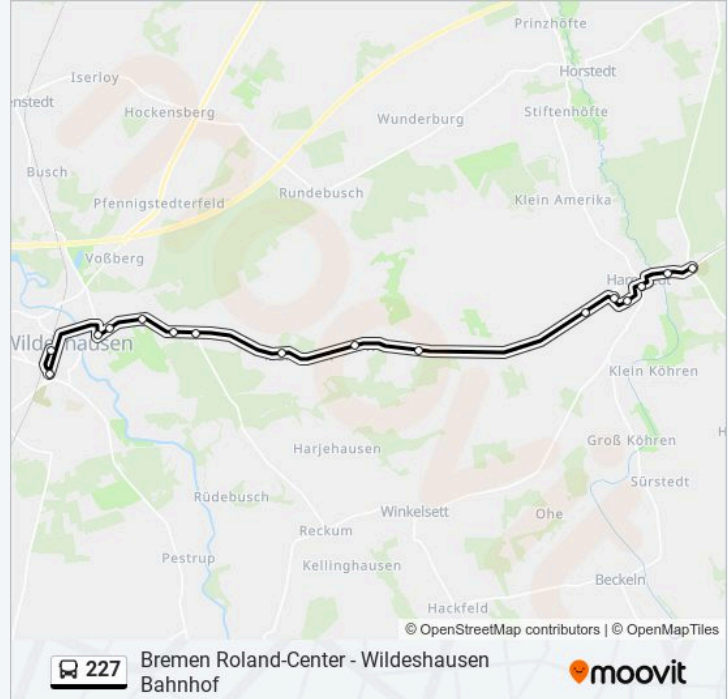 Prinzhöfte
Iserloy
Horstedt
enstedt
Hockensberg
Stiftenhöfte
Wunderburg
Busch
Rundebusch
Klein Amerika
Pfennigstedterfeld
Voßberg
Wildeshausen
Klein Köhren
Groß Köhren
Harjehausen
Sürstedt
Rüdebusch
Winkelsett
Ohe
Reckum
Pestrup
Kellinghausen
Beckeln
Hackfeld
© OpenStreetMap contributors | © OpenMapTiles
227
Bremen Roland-Center - Wildeshausen
Bahnhof
moovit